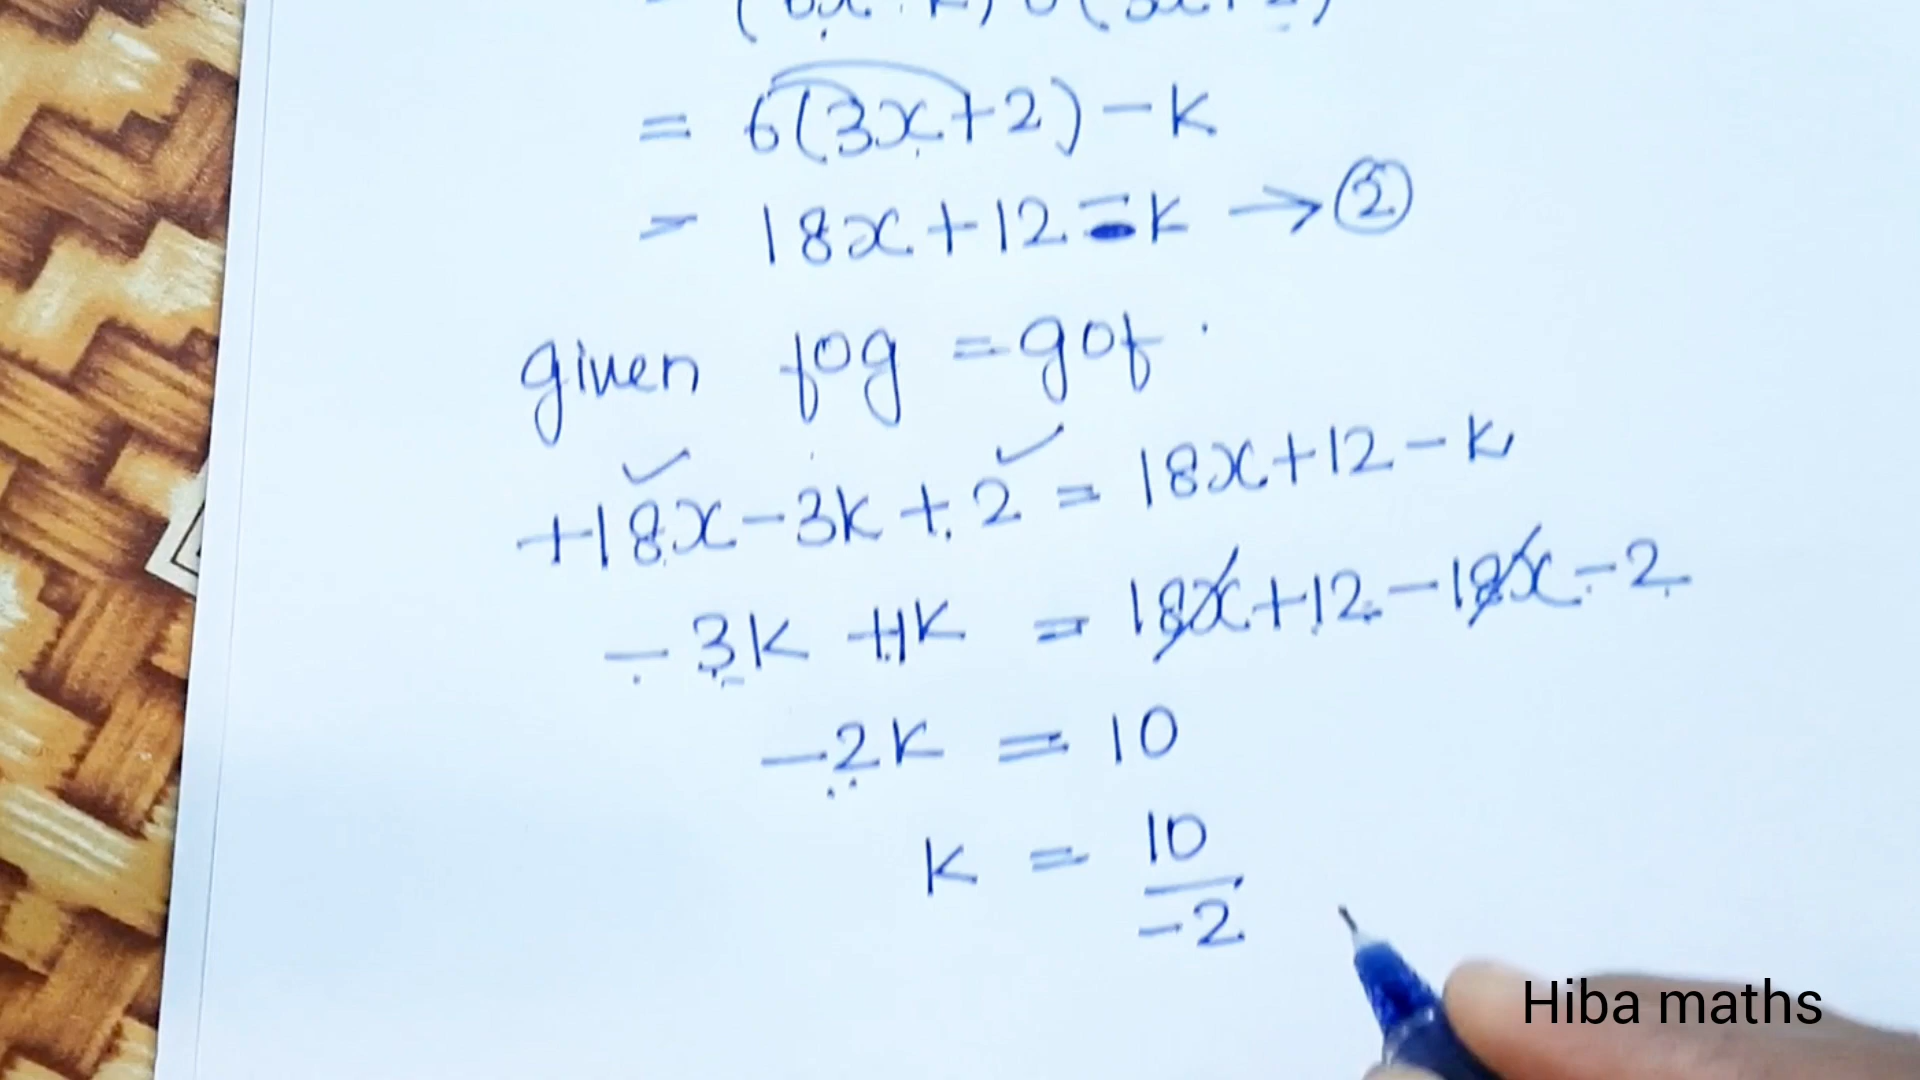 = 6(3x+2) - k
= 18x+12 - k → ②
given fog = gof.
+18x - 3k + 2 = 18x+12 - k
- 3k + 1k = 18x+12 - 18x - 2
- 2k = 10
k = 10/-2
Hiba maths